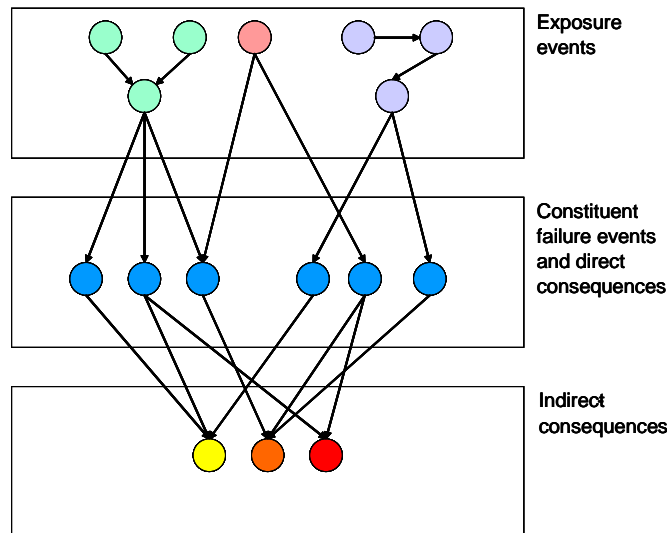 Exposure
events
Constituent
failure events
and direct
consequences
Indirect
consequences